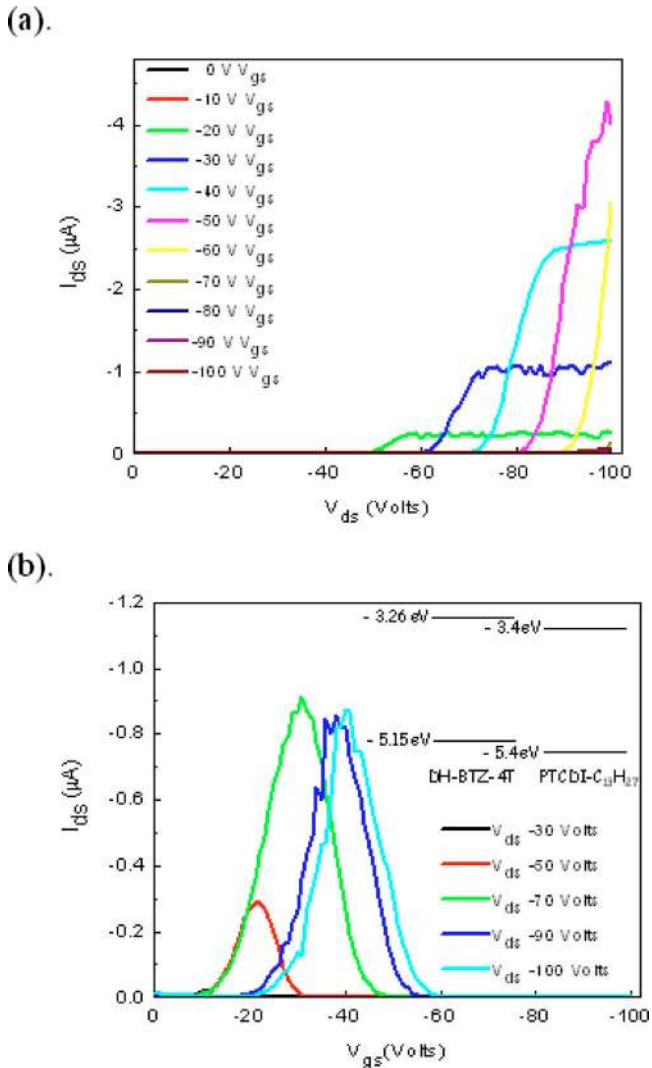 (a).
0 V Vgs
-10 V Vgs
-20 V Vgs
-30 V Vgs
-40 V Vgs
-50 V Vgs
-60 V Vgs
-70 V Vgs
-80 V Vgs
-90 V Vgs
-100 V Vgs
-4
-3
-2
-1
0
Ids (μA)
0 -20 -40 -60 -80 -100
Vds (Volts)
(b).
-1.2
-1.0
-0.8
-0.6
-0.4
-0.2
0.0
Ids (μA)
- 3.26 eV
- 3.4eV
- 5.15eV
- 5.4eV
DH-BTZ-4T PTCDI-C13H27
Vds -30 Volts
Vds -50 Volts
Vds -70 Volts
Vds -90 Volts
Vds -100 Volts
0 -20 -40 -60 -80 -100
Vgs(Volts)